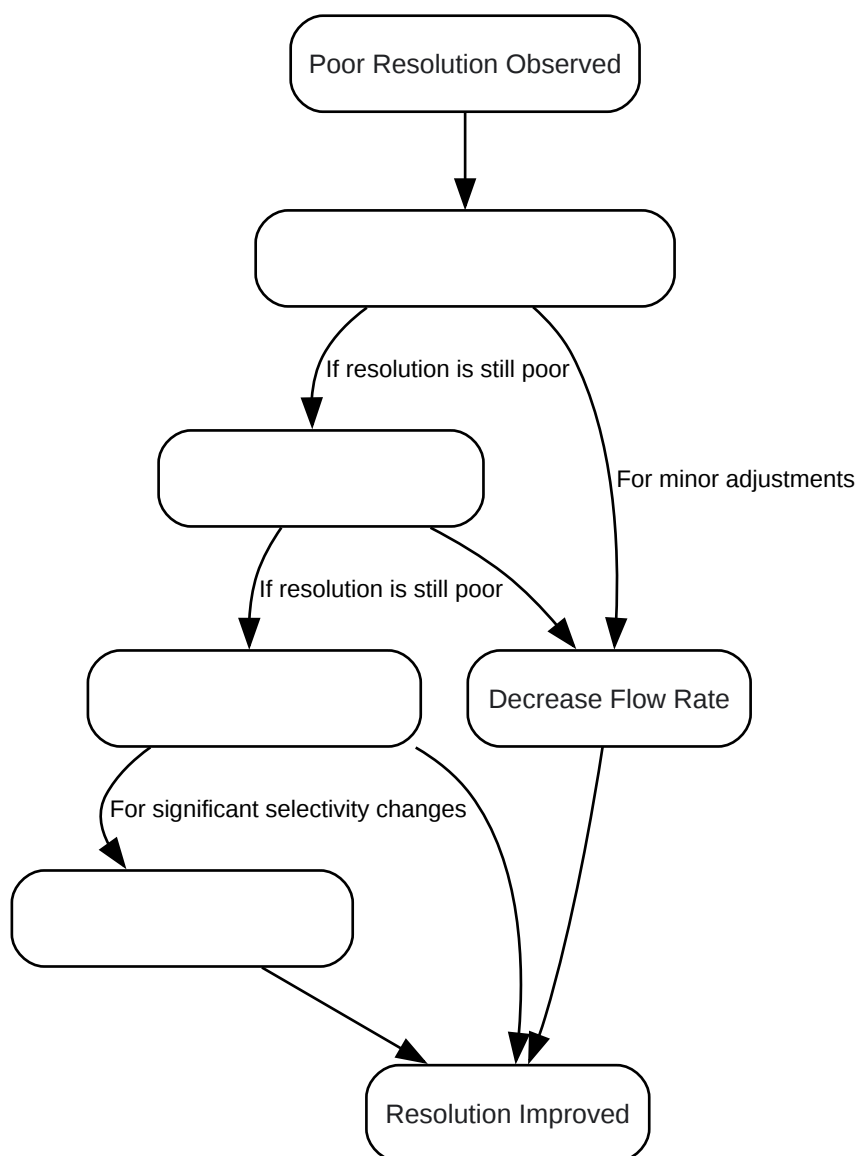 Poor Resolution Observed
If resolution is still poor
For minor adjustments
If resolution is still poor
Decrease Flow Rate
For significant selectivity changes
Resolution Improved